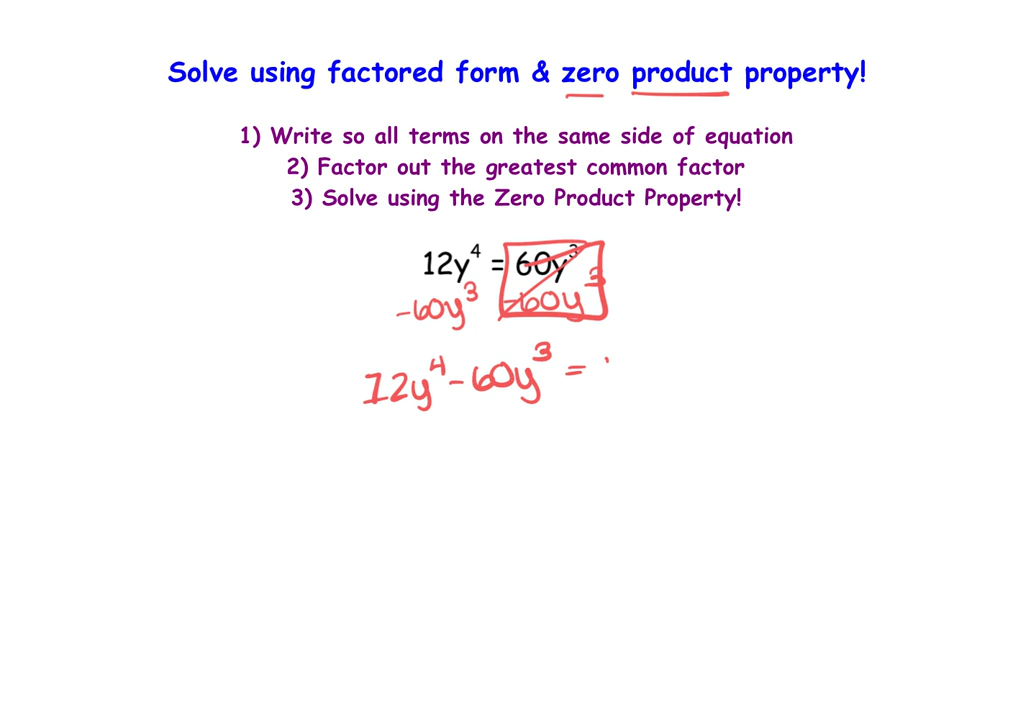 Solve using factored form & zero product property!
1) Write so all terms on the same side of equation
2) Factor out the greatest common factor
3) Solve using the Zero Product Property!
12y⁴ = 60y³
-60y³ -60y³
12y⁴ - 60y³ =